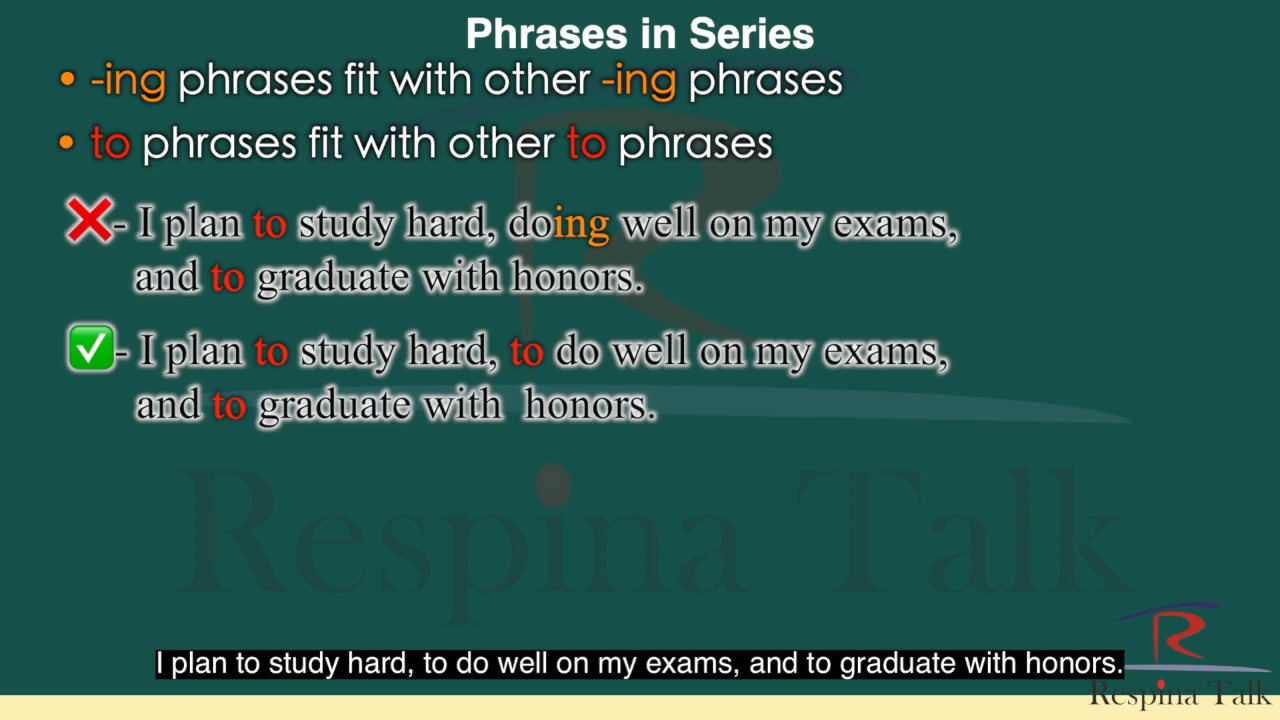 Phrases in Series
• -ing phrases fit with other -ing phrases
• to phrases fit with other to phrases
❌- I plan to study hard, doing well on my exams,
and to graduate with honors.
✅- I plan to study hard, to do well on my exams,
and to graduate with honors.
Respina Talk
I plan to study hard, to do well on my exams, and to graduate with honors.
R
Respina Talk